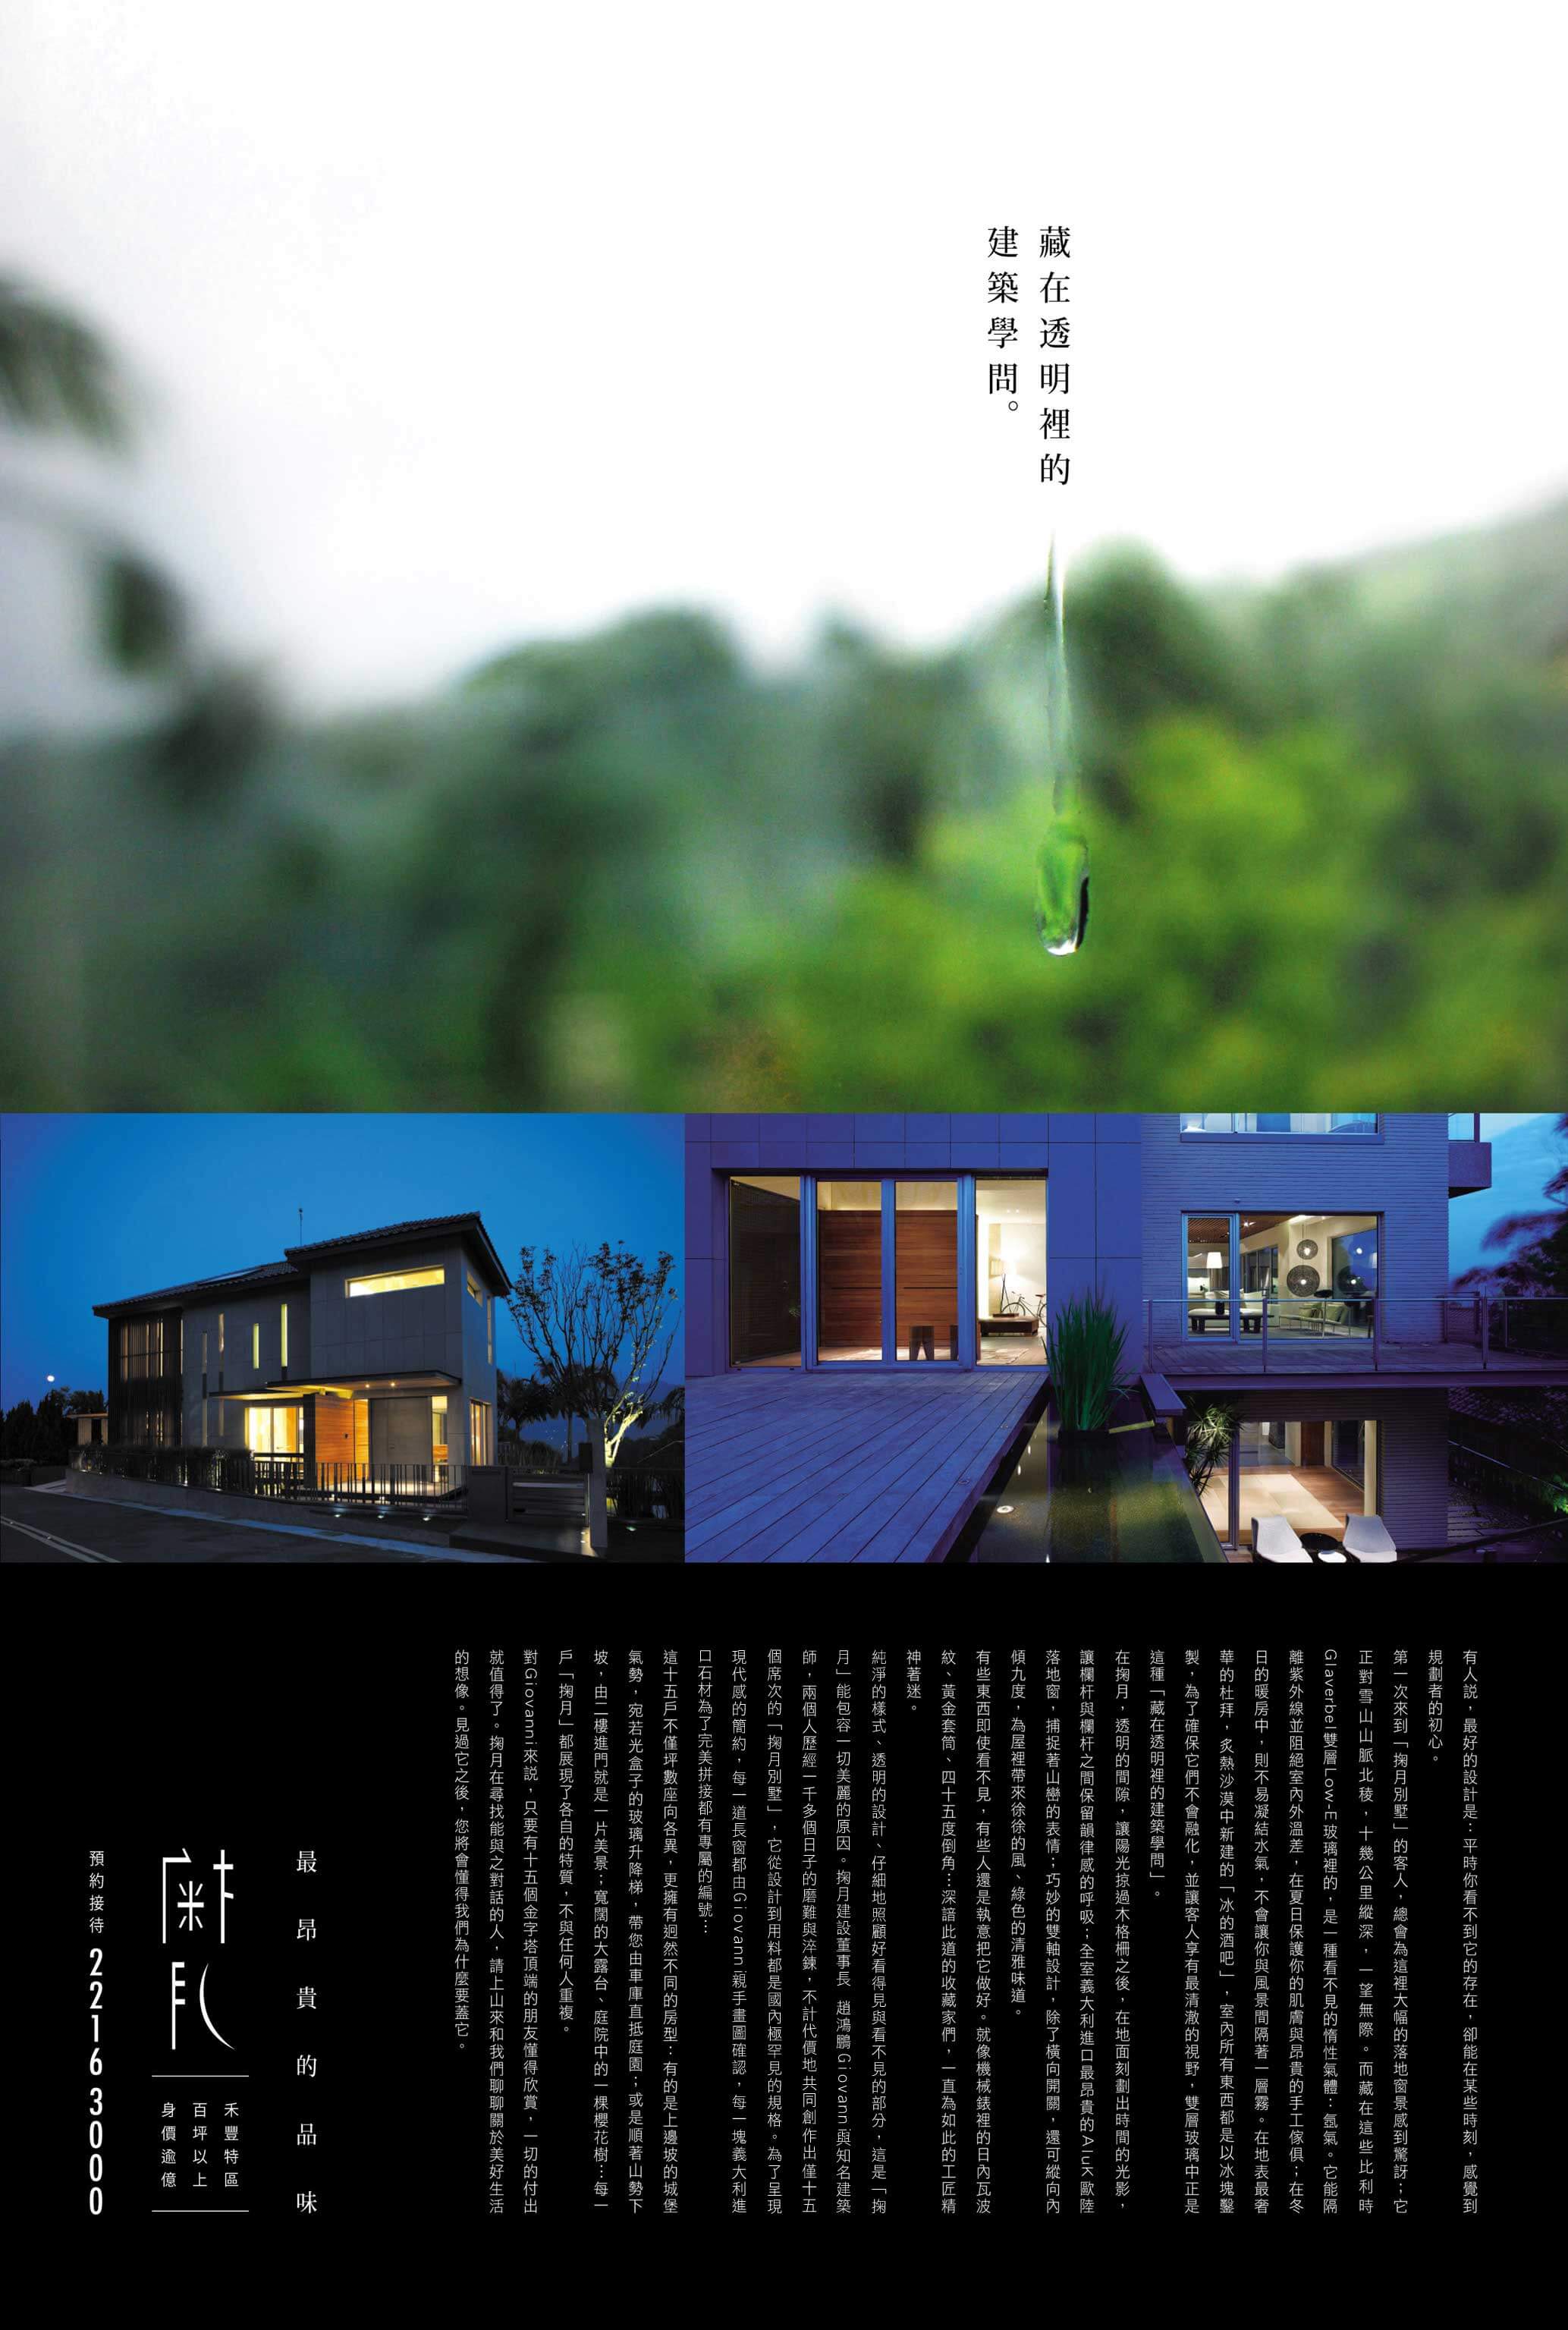 藏在透明裡的
建築學問。
有人說，最好的設計是：平時你看不到它的存在，卻能在某些時刻，感覺到
規劃者的初心。
第一次來到「掬月別墅」的客人，總會為這裡大幅的落地窗景感到驚訝；它
正對雪山山脈北稜，十幾公里縱深，一望無際。而藏在這些比利時
Glaverbel雙層Low-E玻璃裡的，是一種看不見的惰性氣體：氬氣。它能隔
離紫外線並阻絕室內外溫差，在夏日保護你的肌膚與昂貴的手工傢俱；在冬
日的暖房中，則不易凝結水氣，不會讓你與風景間隔著一層霧。在地表最奢
華的杜拜，炙熱沙漠中新建的「冰的酒吧」，室內所有東西都是以冰塊鑿
製，為了確保它們不會融化，並讓客人享有最清澈的視野，雙層玻璃中正是
這種「藏在透明裡的建築學問」。
在掬月，透明的間隙，讓陽光掠過木格柵之後，在地面刻劃出時間的光影，
讓欄杆與欄杆之間保留韻律感的呼吸；全室義大利進口最昂貴的AluK歐陸
落地窗，捕捉著山巒的表情；巧妙的雙軸設計，除了橫向開關，還可縱向內
傾九度，為屋裡帶來徐徐的風、綠色的清雅味道。
有些東西即使看不見，有些人還是執意把它做好。就像機械錶裡的日內瓦波
紋、黃金套筒、四十五度倒角…深諳此道的收藏家們，一直為如此的工匠精
神著迷。
純淨的樣式、透明的設計、仔細地照顧好看得見與看不見的部分，這是「掬
月」能包容一切美麗的原因。掬月建設董事長 趙鴻鵬Giovanni與知名建築
師，兩個人歷經一千多個日子的磨難與淬鍊，不計代價地共同創作出僅十五
個席次的「掬月別墅」，它從設計到用料都是國內極罕見的規格。為了呈現
現代感的簡約，每一道長窗都由Giovanni親手畫圖確認，每一塊義大利進
口石材為了完美拼接都有專屬的編號…
這十五戶不僅坪數座向各異，更擁有迥然不同的房型：有的是上邊坡的城堡
氣勢，宛若光盒子的玻璃升降梯，帶您由車庫直抵庭園；或是順著山勢下
坡，由二樓進門就是一片美景；寬闊的大露台、庭院中的一棵櫻花樹…每一
戶「掬月」都展現了各自的特質，不與任何人重複。
對Giovanni來說，只要有十五個金字塔頂端的朋友懂得欣賞，一切的付出
就值得了。掬月在尋找能與之對話的人，請上山來和我們聊聊關於美好生活
的想像。見過它之後，您將會懂得我們為什麼要蓋它。
最昂貴的品味
掬月
禾豐特區
百坪以上
身價逾億
預約接待 2216 3000